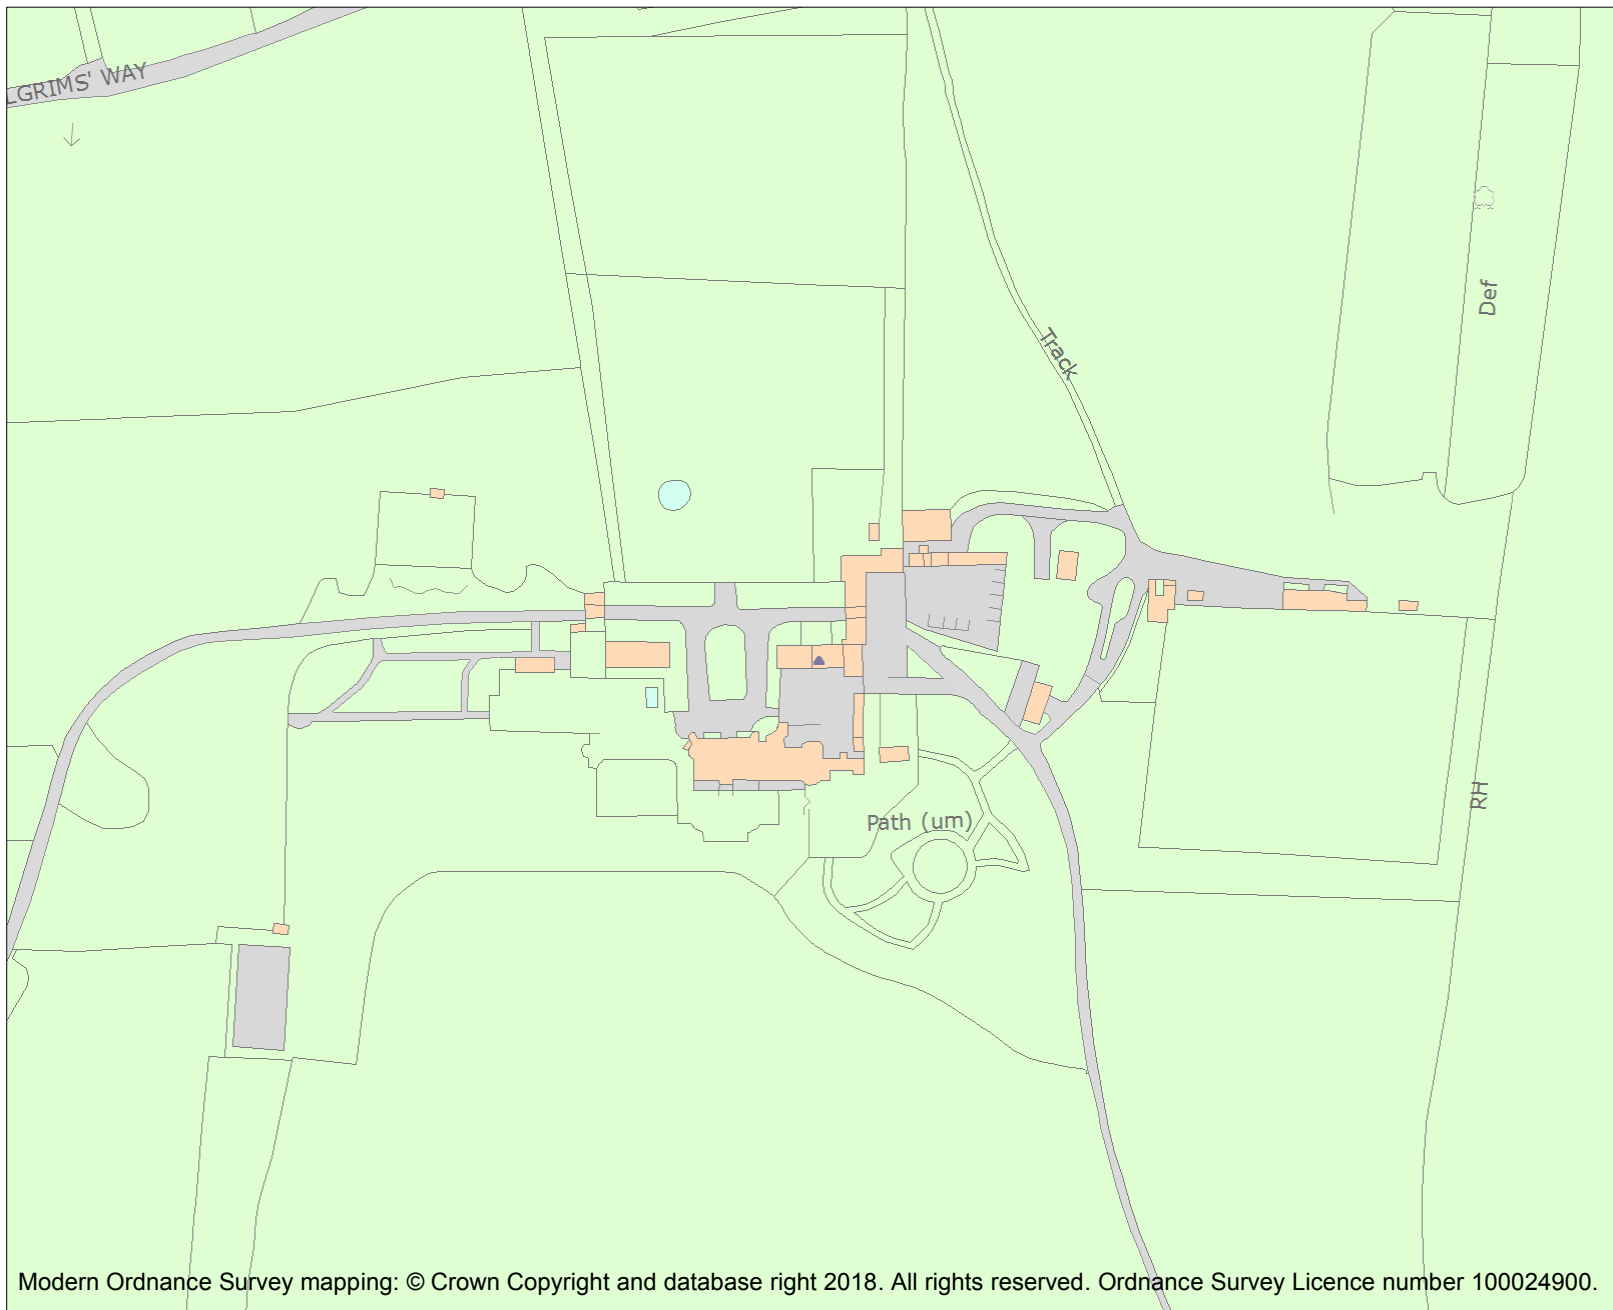 LGRIMS' WAY
Def
Track
RH
Path (um)
Modern Ordnance Survey mapping: © Crown Copyright and database right 2018. All rights reserved. Ordnance Survey Licence number 100024900.